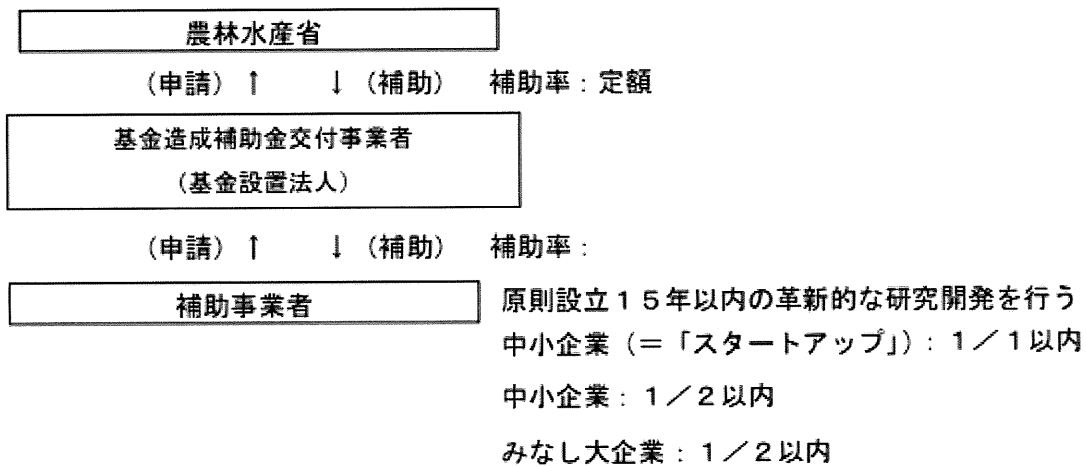 農林水産省
（申請）↑　↓（補助）　補助率：定額
基金造成補助金交付事業者
（基金設置法人）
（申請）↑　↓（補助）　補助率：
補助事業者
原則設立１５年以内の革新的な研究開発を行う
中小企業（＝「スタートアップ」）：１／１以内
中小企業：１／２以内
みなし大企業：１／２以内